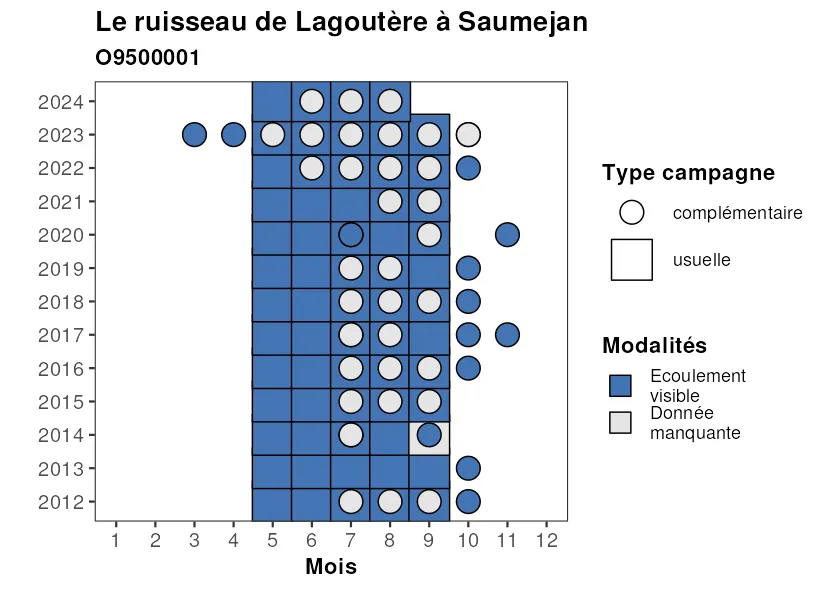 Le ruisseau de Lagoutère à Saumejan
O9500001
2024
2023
2022
2021
2020
2019
2018
2017
2016
2015
2014
2013
2012
1 2 3 4 5 6 7 8 9 10 11 12
Mois
Type campagne
complémentaire
usuelle
Modalités
Ecoulement
visible
Donnée
manquante